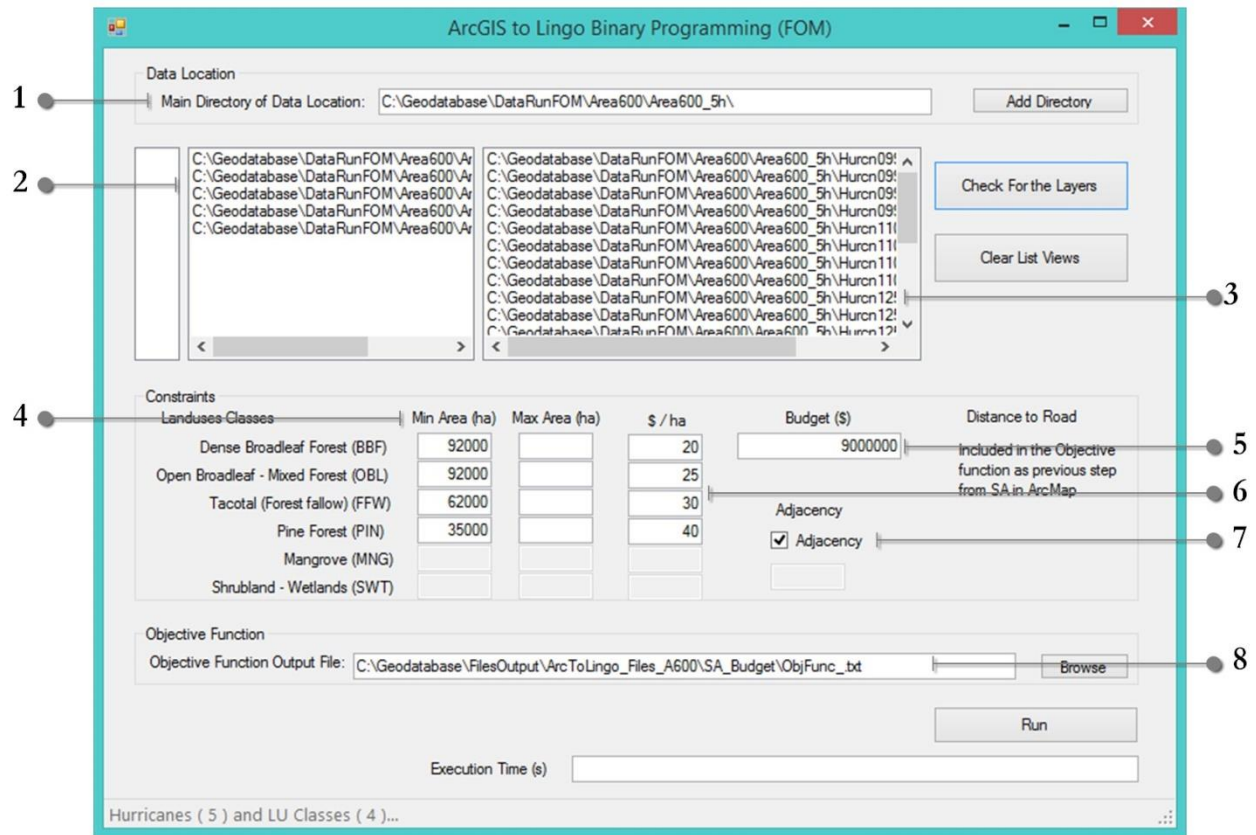 ArcGIS to Lingo Binary Programming (FOM)
Data Location
1
Main Directory of Data Location: C:\Geodatabase\DataRunFOM\Area600\Area600_5h\ Add Directory
2
C:\Geodatabase\DataRunFOM\Area600\Ar
C:\Geodatabase\DataRunFOM\Area600\Ar
C:\Geodatabase\DataRunFOM\Area600\Ar
C:\Geodatabase\DataRunFOM\Area600\Ar
C:\Geodatabase\DataRunFOM\Area600\Ar
C:\Geodatabase\DataRunFOM\Area600\Area600_5h\Hurcn09
C:\Geodatabase\DataRunFOM\Area600\Area600_5h\Hurcn09
C:\Geodatabase\DataRunFOM\Area600\Area600_5h\Hurcn09
C:\Geodatabase\DataRunFOM\Area600\Area600_5h\Hurcn09
C:\Geodatabase\DataRunFOM\Area600\Area600_5h\Hurcn11
C:\Geodatabase\DataRunFOM\Area600\Area600_5h\Hurcn11
C:\Geodatabase\DataRunFOM\Area600\Area600_5h\Hurcn11
C:\Geodatabase\DataRunFOM\Area600\Area600_5h\Hurcn11
C:\Geodatabase\DataRunFOM\Area600\Area600_5h\Hurcn12
C:\Geodatabase\DataRunFOM\Area600\Area600_5h\Hurcn12
C:\Geodatabase\DataRunFOM\Area600\Area600_5h\Hurcn12
Check For the Layers
Clear List Views
3
Constraints
4
Landuses Classes Min Area (ha) Max Area (ha) $ / ha Budget ($) Distance to Road
Dense Broadleaf Forest (BBF) 92000 20 9000000
5
Included in the Objective
function as previous step
from SA in ArcMap
Open Broadleaf - Mixed Forest (OBL) 92000 25
6
Tacotal (Forest fallow) (FFW) 62000 30
Adjacency
Pine Forest (PIN) 35000 40
Adjacency
7
Mangrove (MNG)
Shrubland - Wetlands (SWT)
Objective Function
Objective Function Output File: C:\Geodatabase\FilesOutput\ArcToLingo_Files_A600\SA_Budget\ObjFunc_.txt Browse
8
Run
Execution Time (s)
Hurricanes ( 5 ) and LU Classes ( 4 )...